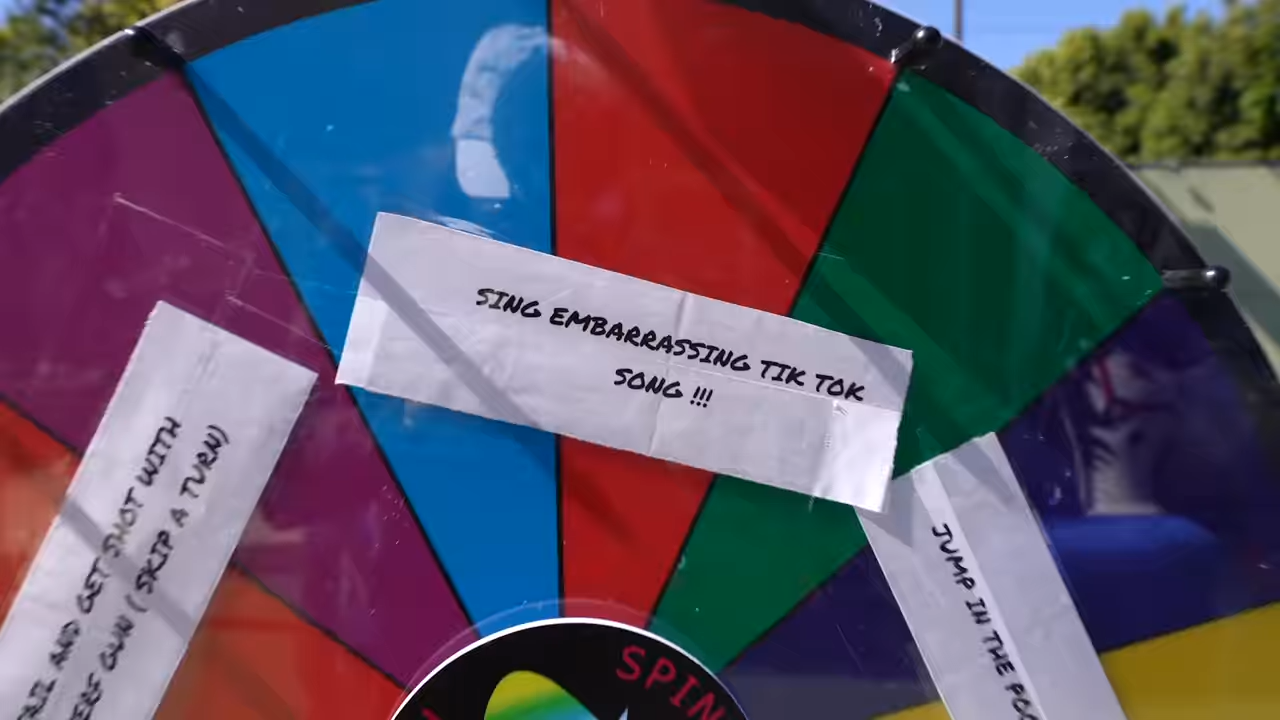 SING EMBARRASSING TIK TOK
SONG !!!
AND GET SHOT WITH
GUN ( SKIP A TURN)
JUMP IN THE
SPIN